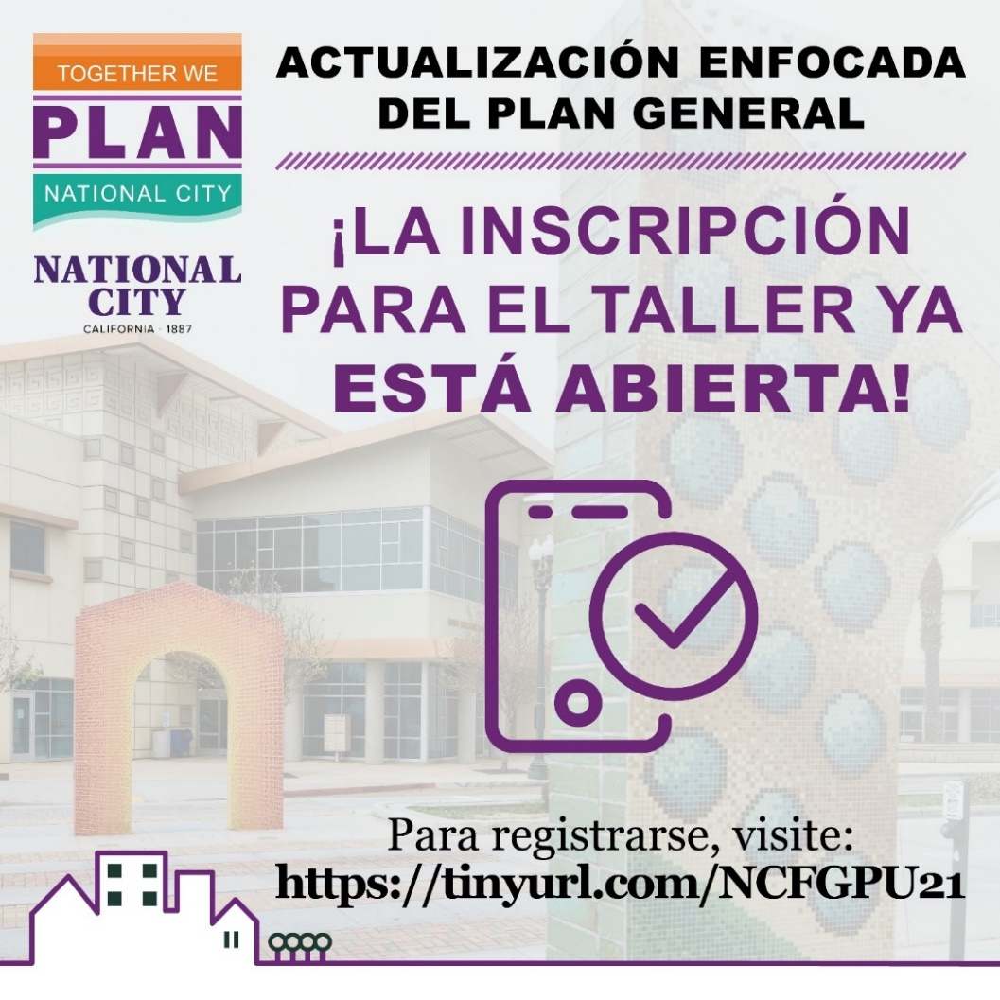 TOGETHER WE
PLAN
NATIONAL CITY
NATIONAL
CITY
CALIFORNIA - 1887
ACTUALIZACIÓN ENFOCADA
DEL PLAN GENERAL
¡LA INSCRIPCIÓN
PARA EL TALLER YA
ESTÁ ABIERTA!
Para registrarse, visite:
https://tinyurl.com/NCFGPU21